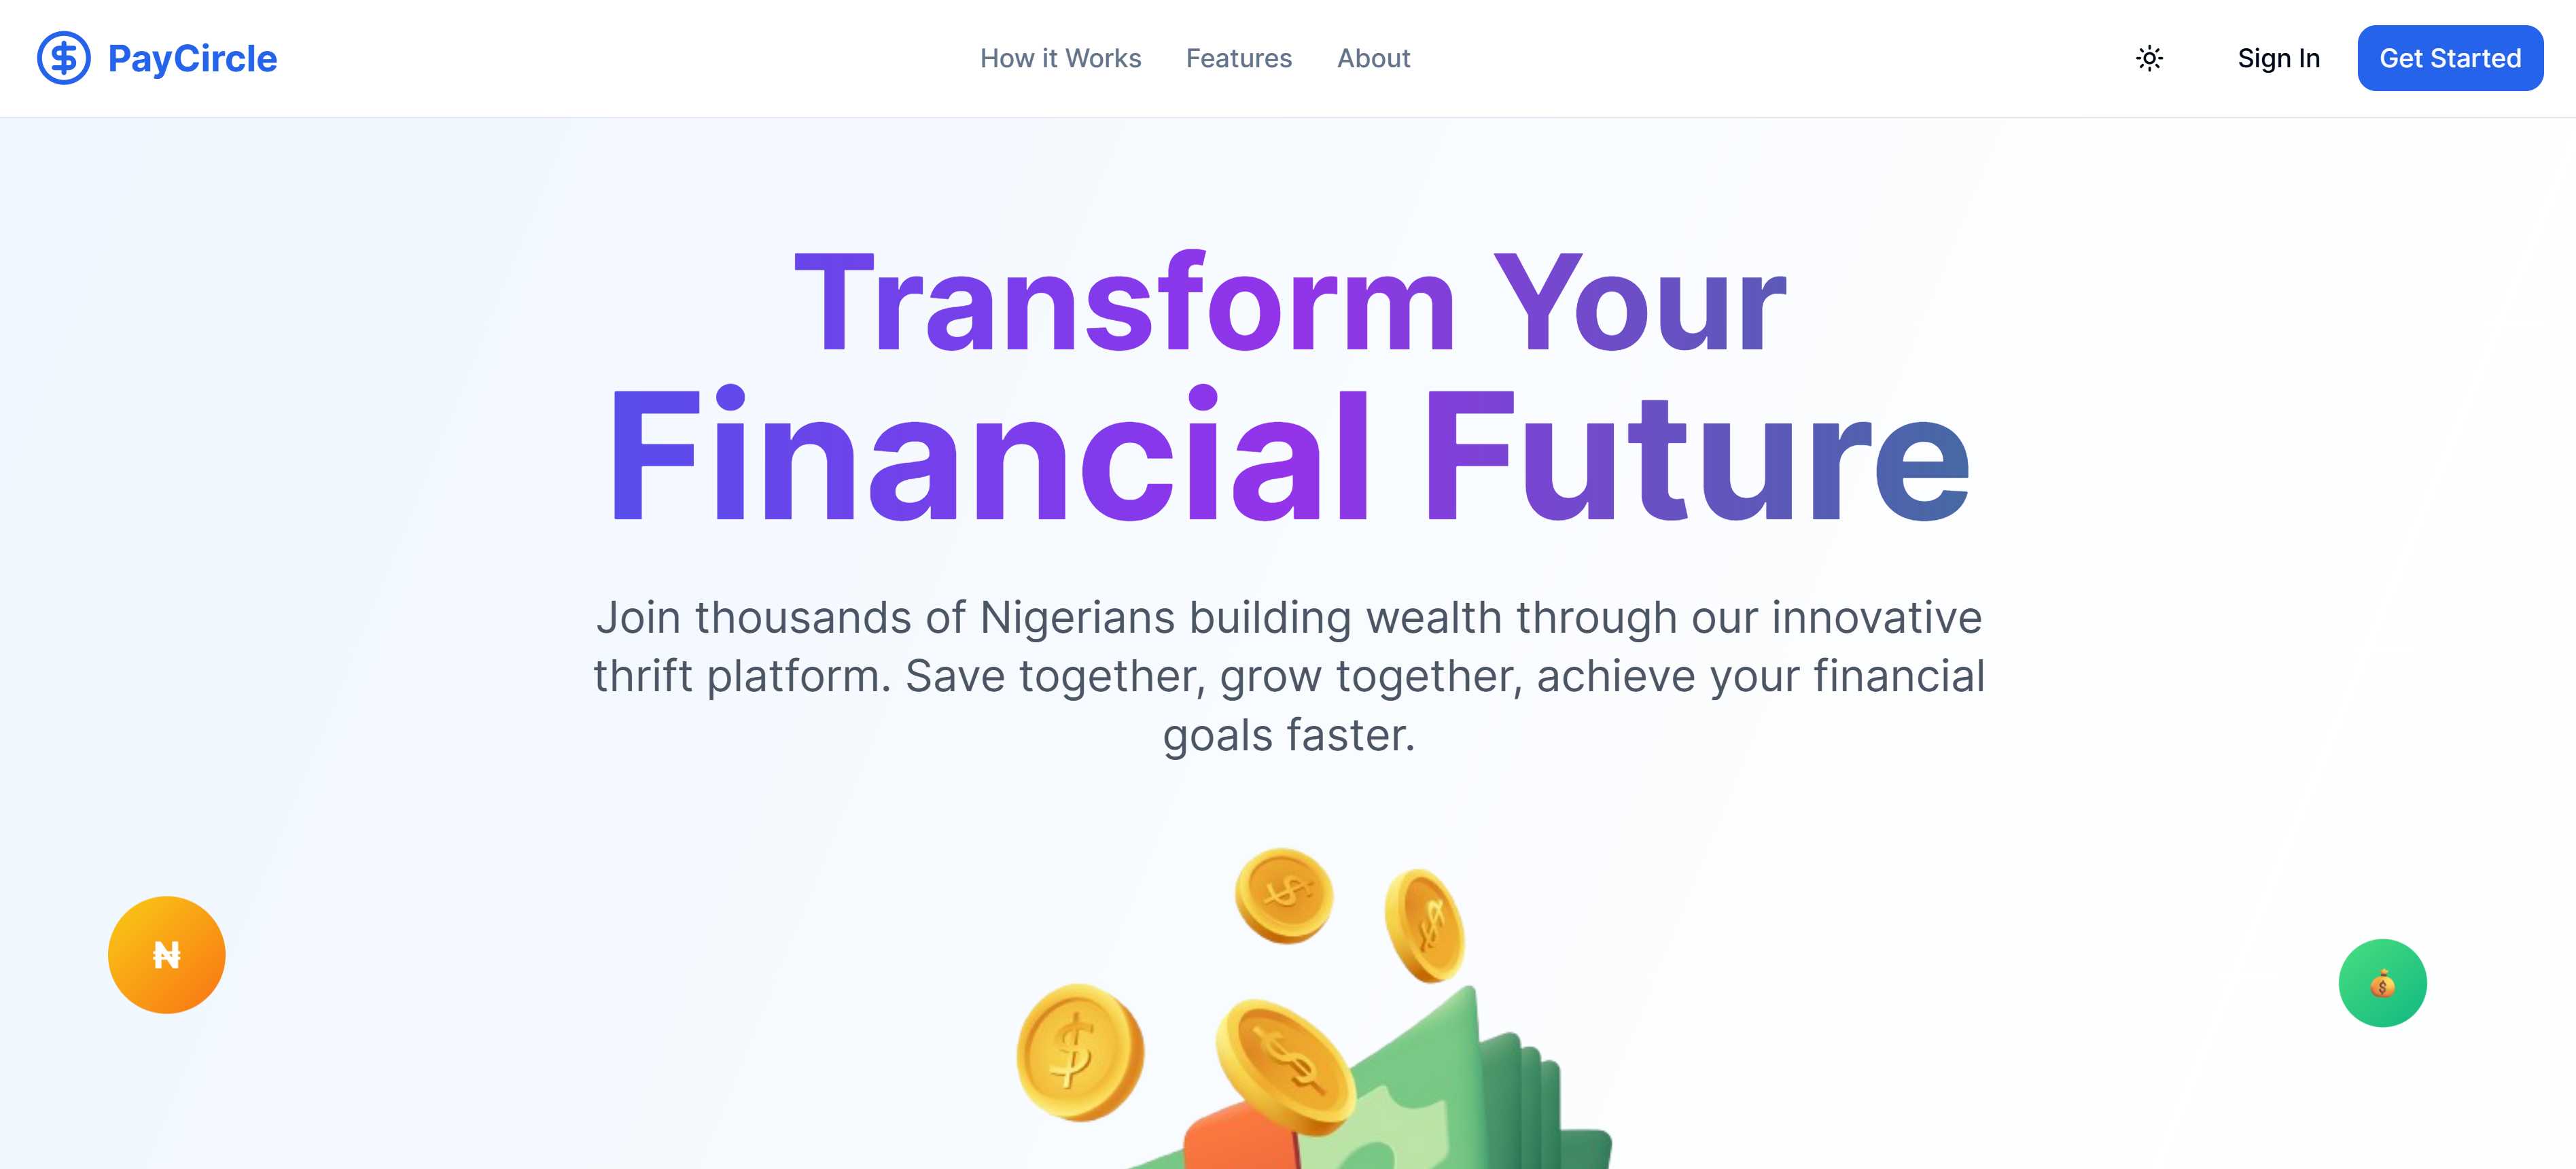 PayCircle
How it Works Features About
Sign In Get Started
Transform Your
Financial Future
Join thousands of Nigerians building wealth through our innovative
thrift platform. Save together, grow together, achieve your financial
goals faster.
₦
$
$
$
$
$